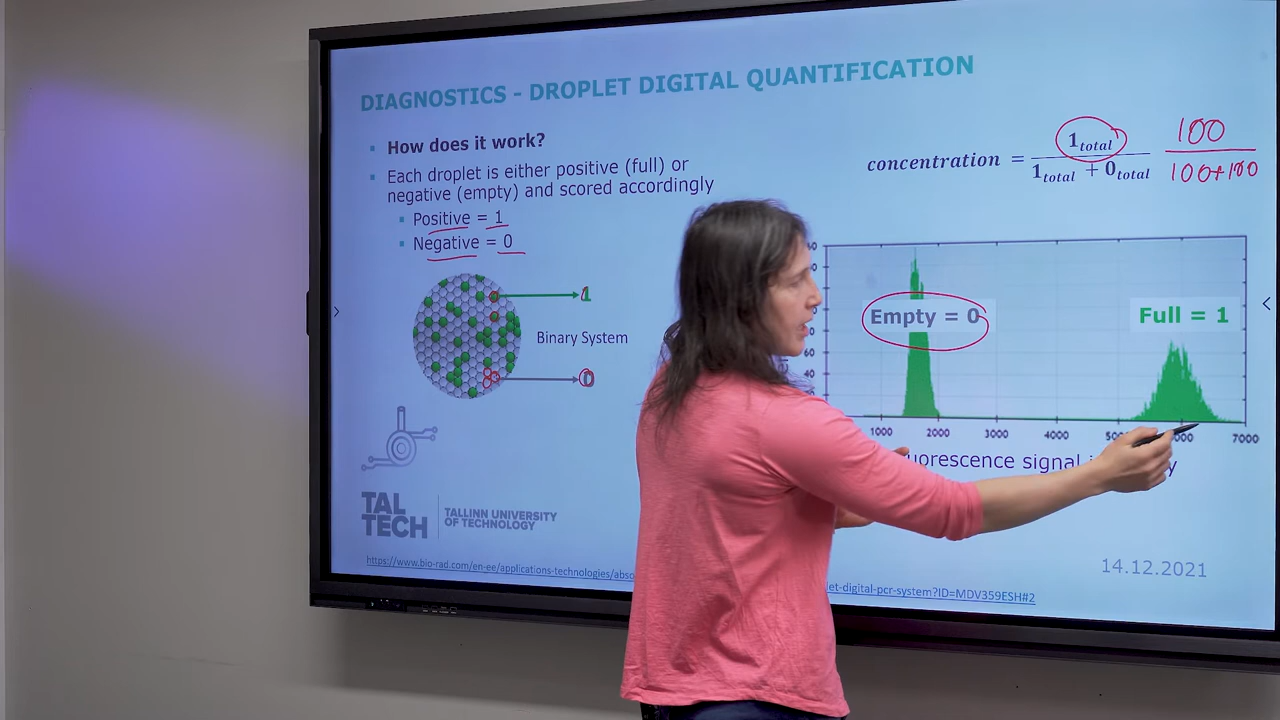 DIAGNOSTICS - DROPLET DIGITAL QUANTIFICATION
How does it work?
Each droplet is either positive (full) or
negative (empty) and scored accordingly
Positive = 1
Negative = 0
1
Binary System
0
concentration = 1total / 1total + 0total
100
100+100
Empty = 0
Full = 1
60
40
1000 2000 3000 4000 7000
signal
TAL
TECH
TALLINN UNIVERSITY
OF TECHNOLOGY
14.12.2021
https://www.bio-rad.com/en-ee/applications-technologies/
-digital-pcr-system?ID=MDV359ESH#2